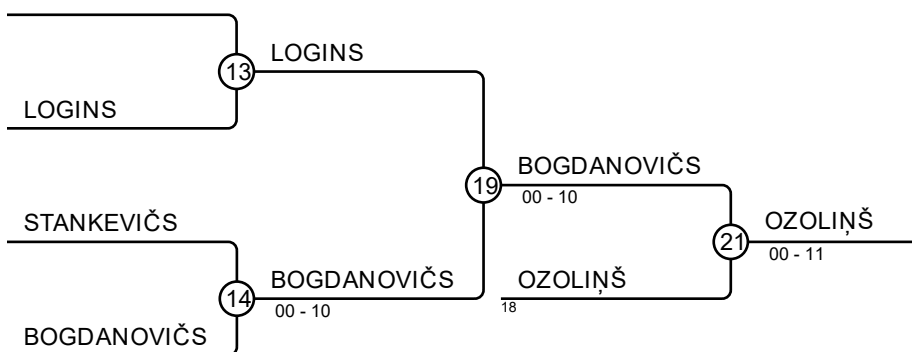 LOGINS
13
LOGINS
BOGDANOVIČS
19
00 - 10
STANKEVIČS
OZOLIŅŠ
21
00 - 11
BOGDANOVIČS
OZOLIŅŠ
14
00 - 10
18
BOGDANOVIČS